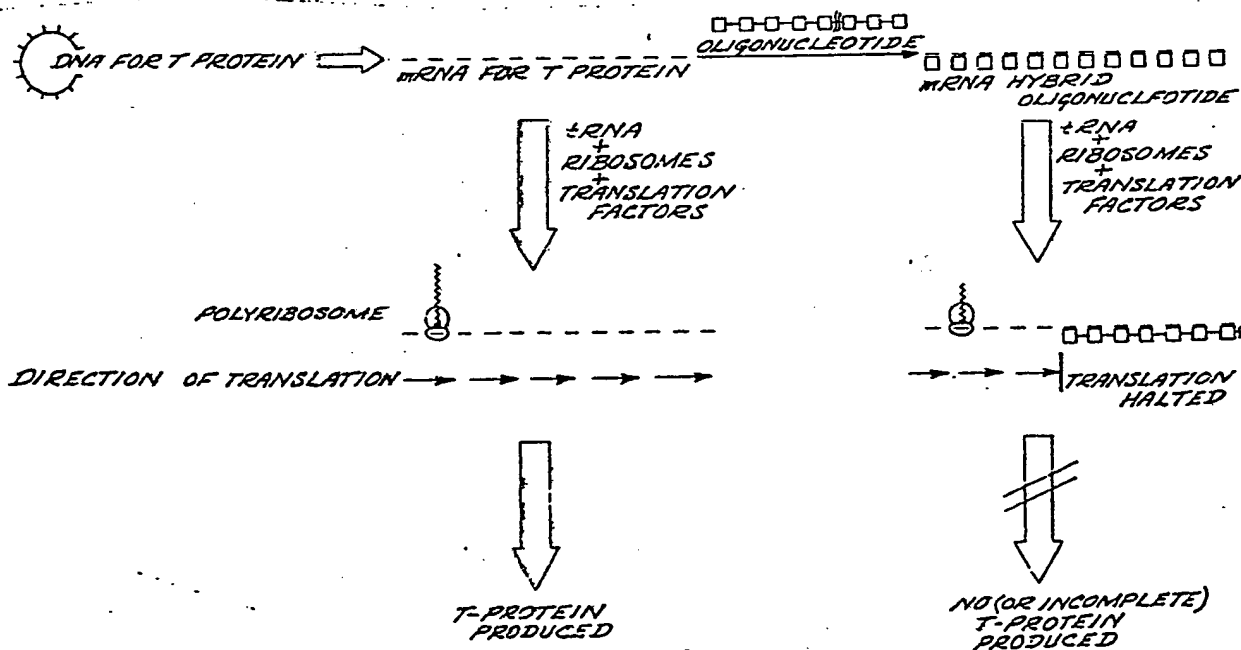 DNA FOR T PROTEIN
mRNA FOR T PROTEIN
OLIGONUCLEOTIDE
mRNA HYBRID
OLIGONUCLEOTIDE
tRNA
+
RIBOSOMES
+
TRANSLATION
FACTORS
tRNA
+
RIBOSOMES
+
TRANSLATION
FACTORS
POLYRIBOSOME
DIRECTION OF TRANSLATION
TRANSLATION
HALTED
T-PROTEIN
PRODUCED
NO (OR INCOMPLETE)
T-PROTEIN
PRODUCED